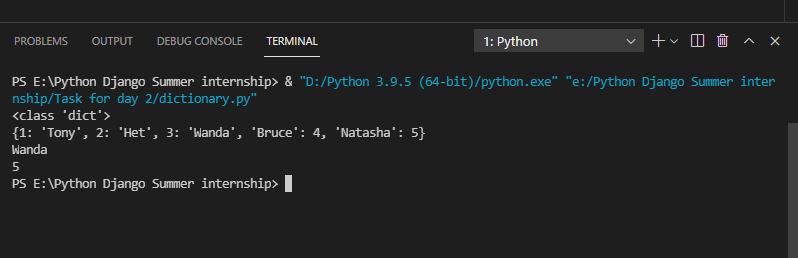 PROBLEMS OUTPUT DEBUG CONSOLE TERMINAL 1: Python
PS E:\Python Django Summer internship> & "D:/Python 3.9.5 (64-bit)/python.exe" "e:/Python Django Summer inter
nship/Task for day 2/dictionary.py"
<class 'dict'>
{1: 'Tony', 2: 'Het', 3: 'Wanda', 'Bruce': 4, 'Natasha': 5}
Wanda
5
PS E:\Python Django Summer internship>